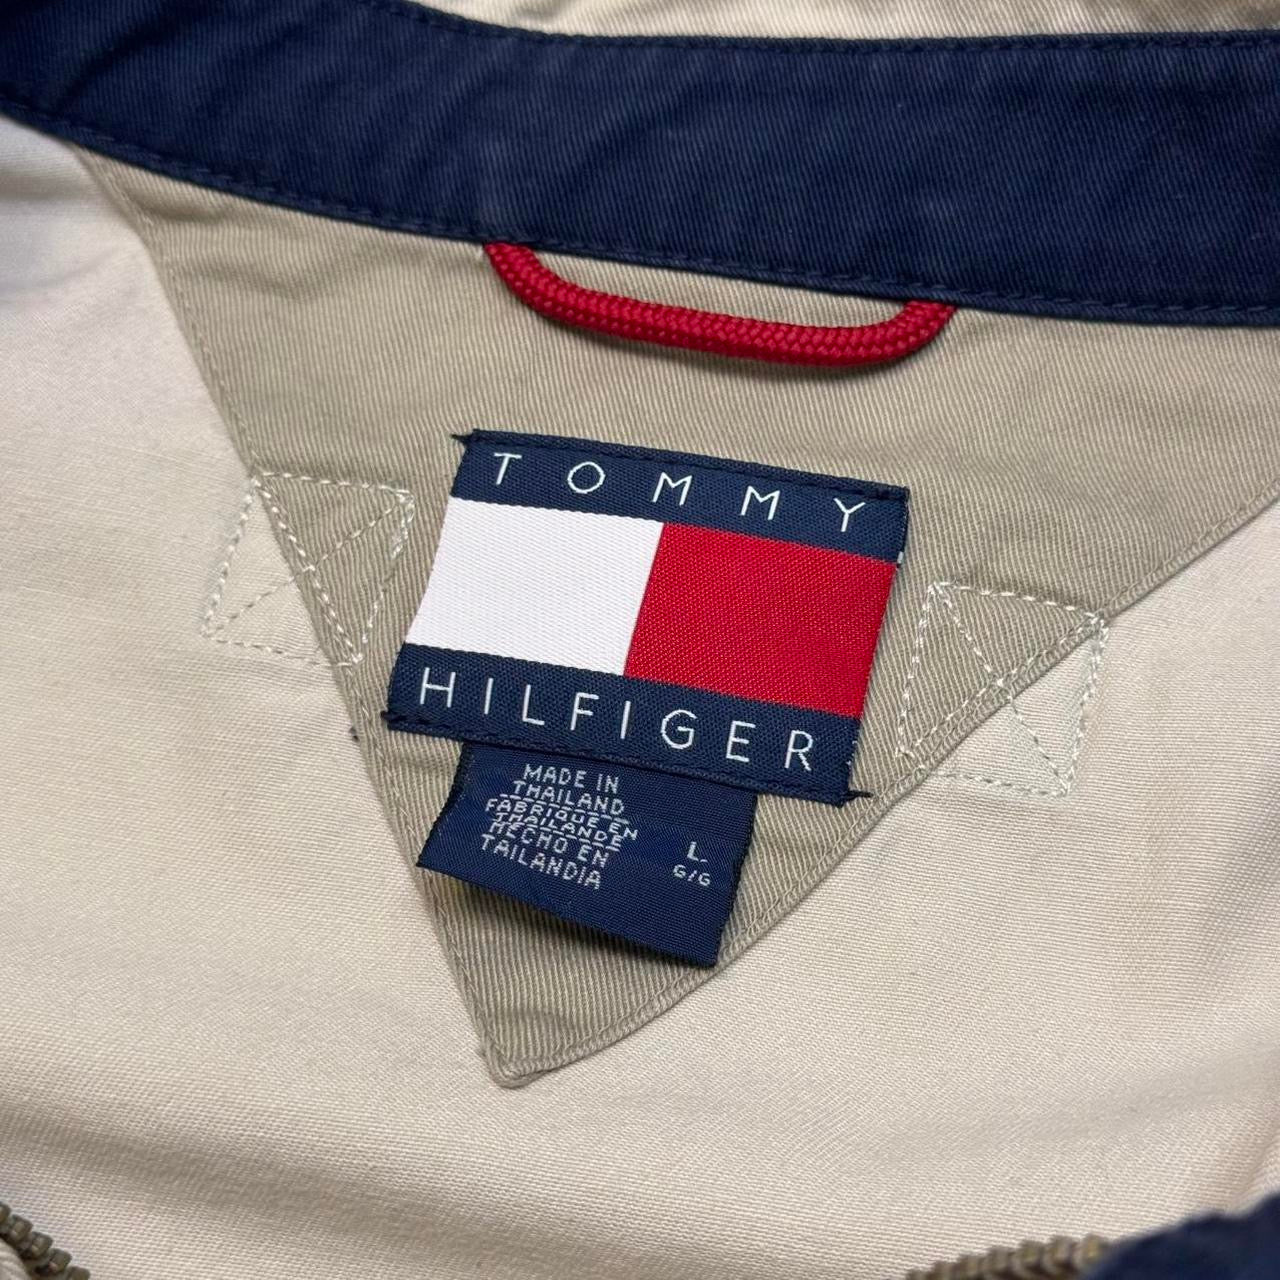 TOMMY
HILFIGER
MADE IN
THAILAND
FABRIQUE EN
THAILANDE
HECHO EN
TAILANDIA
L
G/G